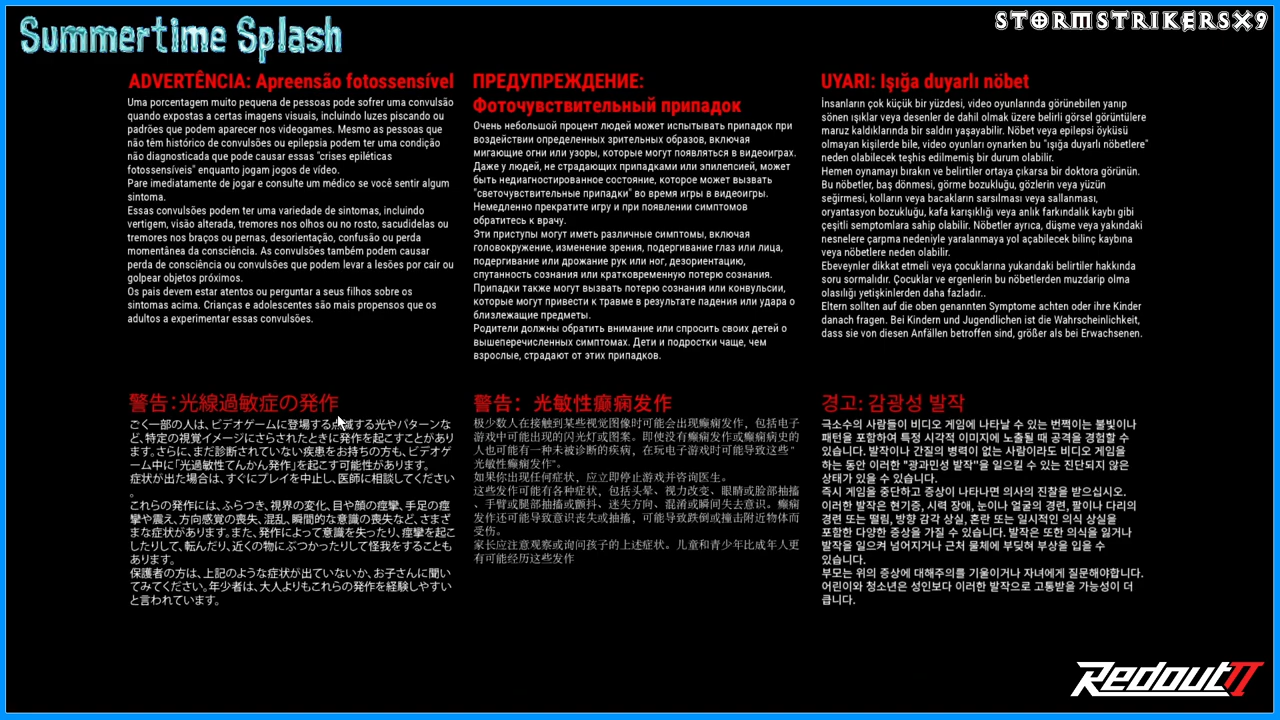 Summertime Splash
STORMSTRIKERSX9
ADVERTÊNCIA: Apreensão fotossensível
Uma porcentagem muito pequena de pessoas pode sofrer uma convulsão
quando expostas a certas imagens visuais, incluindo luzes piscando ou
padrões que podem aparecer nos videogames. Mesmo as pessoas que
não têm histórico de convulsões ou epilepsia podem ter uma condição
não diagnosticada que pode causar essas "crises epiléticas
fotossensíveis" enquanto jogam jogos de vídeo.
Pare imediatamente de jogar e consulte um médico se você sentir algum
sintoma.
Essas convulsões podem ter uma variedade de sintomas, incluindo
vertigem, visão alterada, tremores nos olhos ou no rosto, sacudidelas ou
tremores nos braços ou pernas, desorientação, confusão ou perda
momentânea da consciência. As convulsões também podem causar
perda de consciência ou convulsões que podem levar a lesões por cair ou
golpear objetos próximos.
Os pais devem estar atentos ou perguntar a seus filhos sobre os
sintomas acima. Crianças e adolescentes são mais propensos que os
adultos a experimentar essas convulsões.
ПРЕДУПРЕЖДЕНИЕ:
Фоточувствительный припадок
Очень небольшой процент людей может испытывать припадок при
воздействии определенных зрительных образов, включая
мигающие огни или узоры, которые могут появляться в видеоиграх.
Даже у людей, не страдающих припадками или эпилепсией, может
быть недиагностированное состояние, которое может вызвать
"светочувствительные припадки" во время игры в видеоигры.
Немедленно прекратите игру и при появлении симптомов
обратитесь к врачу.
Эти приступы могут иметь различные симптомы, включая
головокружение, изменение зрения, подергивание глаз или лица,
подергивание или дрожание рук или ног, дезориентацию,
спутанность сознания или кратковременную потерю сознания.
Припадки также могут вызвать потерю сознания или конвульсии,
которые могут привести к травме в результате падения или удара о
близлежащие предметы.
Родители должны обратить внимание или спросить своих детей о
вышеперечисленных симптомах. Дети и подростки чаще, чем
взрослые, страдают от этих припадков.
UYARI: Işığa duyarlı nöbet
İnsanların çok küçük bir yüzdesi, video oyunlarında görünebilen yanıp
sönen ışıklar veya desenler de dahil olmak üzere belirli görsel görüntülere
maruz kaldıklarında bir saldırı yaşayabilir. Nöbet veya epilepsi öyküsü
olmayan kişilerde bile, video oyunları oynarken bu "ışığa duyarlı nöbetlere"
neden olabilecek teşhis edilmemiş bir durum olabilir.
Hemen oynamayı bırakın ve belirtiler ortaya çıkarsa bir doktora görünün.
Bu nöbetler, baş dönmesi, görme bozukluğu, gözlerin veya yüzün
seğirmesi, kolların veya bacakların sarsılması veya sallanması,
oryantasyon bozukluğu, kafa karışıklığı veya anlık farkındalık kaybı gibi
çeşitli semptomlara sahip olabilir. Nöbetler ayrıca, düşme veya yakındaki
nesnelere çarpma nedeniyle yaralanmaya yol açabilecek bilinç kaybına
veya nöbetlere neden olabilir.
Ebeveynler dikkat etmeli veya çocuklarına yukarıdaki belirtiler hakkında
soru sormalıdır. Çocuklar ve ergenlerin bu nöbetlerden muzdarip olma
olasılığı yetişkinlerden daha fazladır..
Eltern sollten auf die oben genannten Symptome achten oder ihre Kinder
danach fragen. Bei Kindern und Jugendlichen ist die Wahrscheinlichkeit,
dass sie von diesen Anfällen betroffen sind, größer als bei Erwachsenen.
警告:光線過敏症の発作
ごく一部の人は、ビデオゲームに登場する点滅する光やパターンな
ど、特定の視覚イメージにさらされたときに発作を起こすことがあり
ます。さらに、まだ診断されていない疾患をお持ちの方も、ビデオゲ
ーム中に「光過敏性てんかん発作」を起こす可能性があります。
症状が出た場合は、すぐにプレイを中止し、医師に相談してください
。
これらの発作には、ふらつき、視界の変化、目や顔の痙攣、手足の痙
攣や震え、方向感覚の喪失、混乱、瞬間的な意識の喪失など、さまざ
まな症状があります。また、発作によって意識を失ったり、痙攣を起こ
したりして、転んだり、近くの物にぶつかったりして怪我をすることも
あります。
保護者の方は、上記のような症状が出ていないか、お子さんに聞い
てみてください。年少者は、大人よりもこれらの発作を経験しやすい
と言われています。
警告：光敏性癫痫发作
极少数人在接触到某些视觉图像时可能会出现癫痫发作，包括电子
游戏中可能出现的闪光灯或图案。即使没有癫痫发作或癫痫病史的
人也可能有一种未被诊断的疾病，在玩电子游戏时可能导致这些"
光敏性癫痫发作"。
如果你出现任何症状，应立即停止游戏并咨询医生。
这些发作可能有各种症状，包括头晕、视力改变、眼睛或脸部抽搐
、手臂或腿部抽搐或颤抖、迷失方向、混淆或瞬间失去意识。癫痫
发作还可能导致意识丧失或抽搐，可能导致跌倒或撞击附近物体而
受伤。
家长应注意观察或询问孩子的上述症状。儿童和青少年比成年人更
有可能经历这些发作
경고: 감광성 발작
극소수의 사람들이 비디오 게임에 나타날 수 있는 번쩍이는 불빛이나
패턴을 포함하여 특정 시각적 이미지에 노출될 때 공격을 경험할 수
있습니다. 발작이나 간질의 병력이 없는 사람이라도 비디오 게임을
하는 동안 이러한 "광과민성 발작"을 일으킬 수 있는 진단되지 않은
상태가 있을 수 있습니다.
즉시 게임을 중단하고 증상이 나타나면 의사의 진찰을 받으십시오.
이러한 발작은 현기증, 시력 장애, 눈이나 얼굴의 경련, 팔이나 다리의
경련 또는 떨림, 방향 감각 상실, 혼란 또는 일시적인 의식 상실을
포함한 다양한 증상을 가질 수 있습니다. 발작은 또한 의식을 잃거나
발작을 일으켜 넘어지거나 근처 물체에 부딪혀 부상을 입을 수
있습니다.
부모는 위의 증상에 대해주의를 기울이거나 자녀에게 질문해야합니다.
어린이와 청소년은 성인보다 이러한 발작으로 고통받을 가능성이 더
큽니다.
Redout II